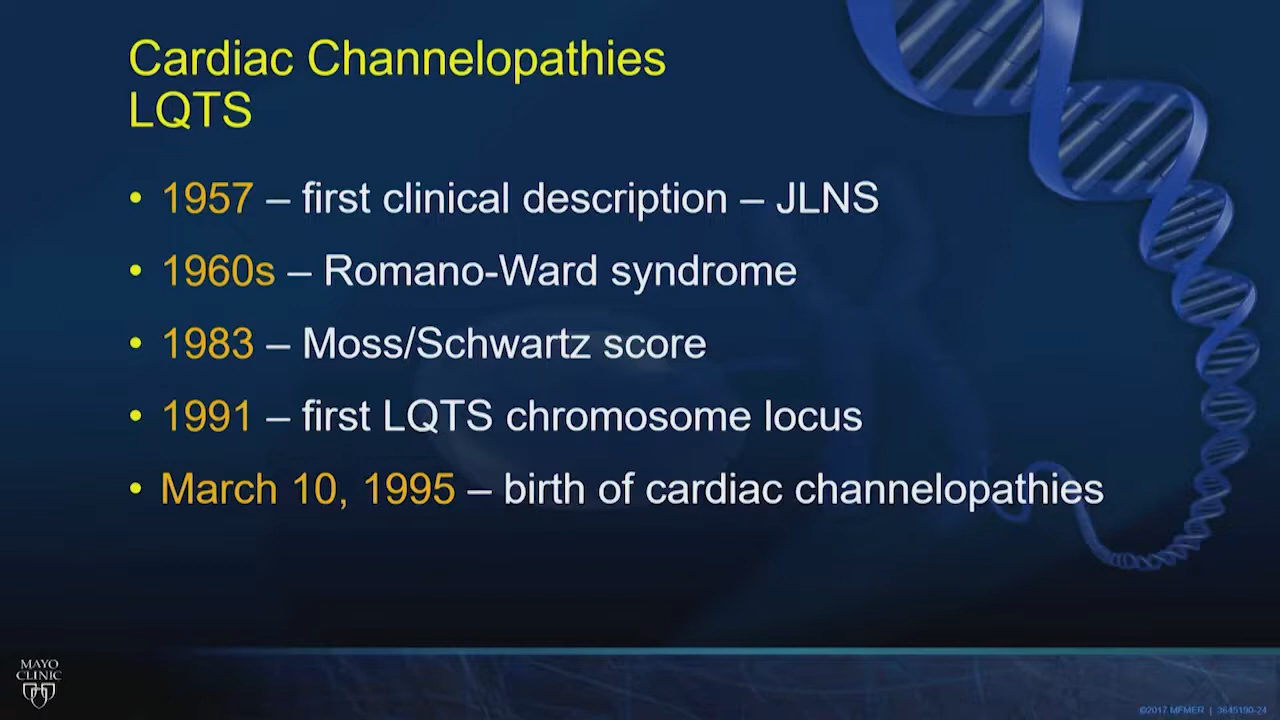 Cardiac Channelopathies
LQTS
• 1957 – first clinical description – JLNS
• 1960s – Romano-Ward syndrome
• 1983 – Moss/Schwartz score
• 1991 – first LQTS chromosome locus
• March 10, 1995 – birth of cardiac channelopathies
MAYO
CLINIC
©2017 MFMER | 3645190-24